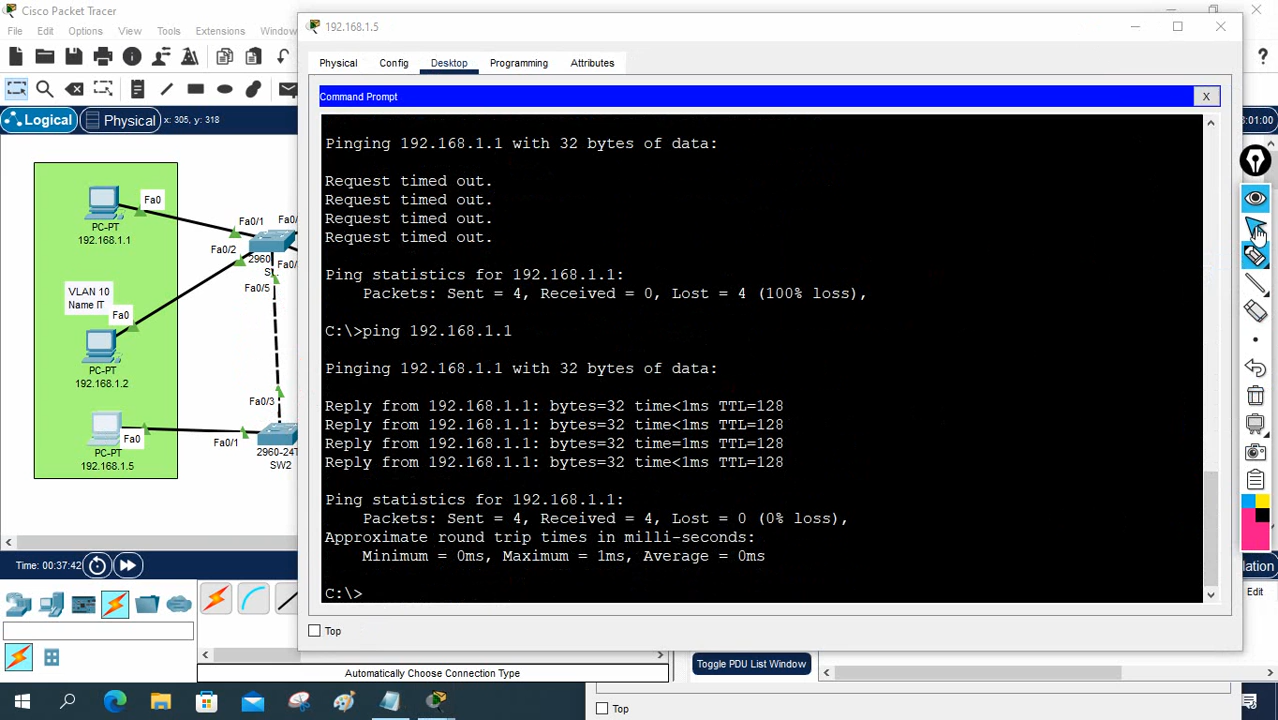 Cisco Packet Tracer
File Edit Options View Tools Extensions Window
Logical
Physical
x: 305, y: 318
Fa0
PC-PT
192.168.1.1
Fa0/1
Fa0/2
2960
Fa0/5
VLAN 10
Name IT
Fa0
PC-PT
192.168.1.2
Fa0/3
Fa0
PC-PT
192.168.1.5
Fa0/1
2960-24T
SW2
Time: 00:37:42
192.168.1.5
Physical Config Desktop Programming Attributes
Command Prompt
X
Pinging 192.168.1.1 with 32 bytes of data:
Request timed out.
Request timed out.
Request timed out.
Request timed out.
Ping statistics for 192.168.1.1:
Packets: Sent = 4, Received = 0, Lost = 4 (100% loss),
C:\>ping 192.168.1.1
Pinging 192.168.1.1 with 32 bytes of data:
Reply from 192.168.1.1: bytes=32 time<1ms TTL=128
Reply from 192.168.1.1: bytes=32 time<1ms TTL=128
Reply from 192.168.1.1: bytes=32 time=1ms TTL=128
Reply from 192.168.1.1: bytes=32 time<1ms TTL=128
Ping statistics for 192.168.1.1:
Packets: Sent = 4, Received = 4, Lost = 0 (0% loss),
Approximate round trip times in milli-seconds:
Minimum = 0ms, Maximum = 1ms, Average = 0ms
C:\>
Top
:01:00
Edit
Automatically Choose Connection Type
Toggle PDU List Window
Top